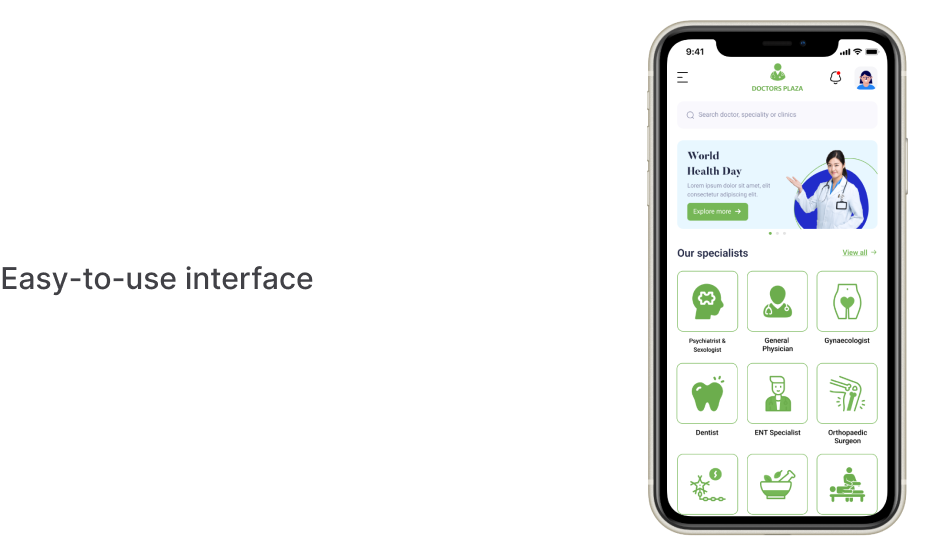 Easy-to-use interface
9:41
DOCTORS PLAZA
Search doctor, speciality or clinics
World
Health Day
Lorem ipsum dolor sit amet, elit
consectetur adipiscing elit.
Explore more →
Our specialists
View all →
Psychiatrist &
Sexologist
General
Physician
Gynaecologist
Dentist
ENT Specialist
Orthopaedic
Surgeon